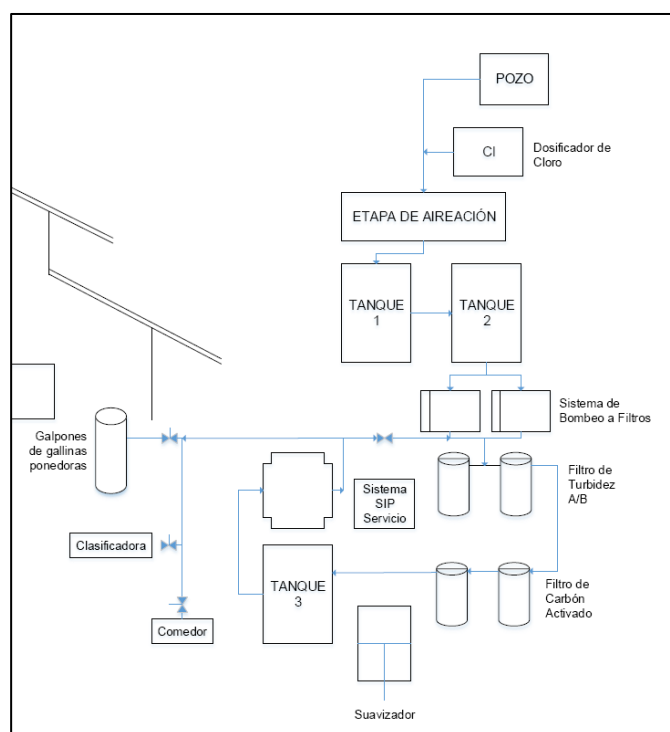 POZO
Cl
Dosificador de
Cloro
ETAPA DE AIREACIÓN
TANQUE
1
TANQUE
2
Sistema de
Bombeo a Filtros
Galpones
de gallinas
ponedoras
Filtro de
Turbidez
A/B
Sistema
SIP
Servicio
Clasificadora
TANQUE
3
Filtro de
Carbón
Activado
Comedor
Suavizador